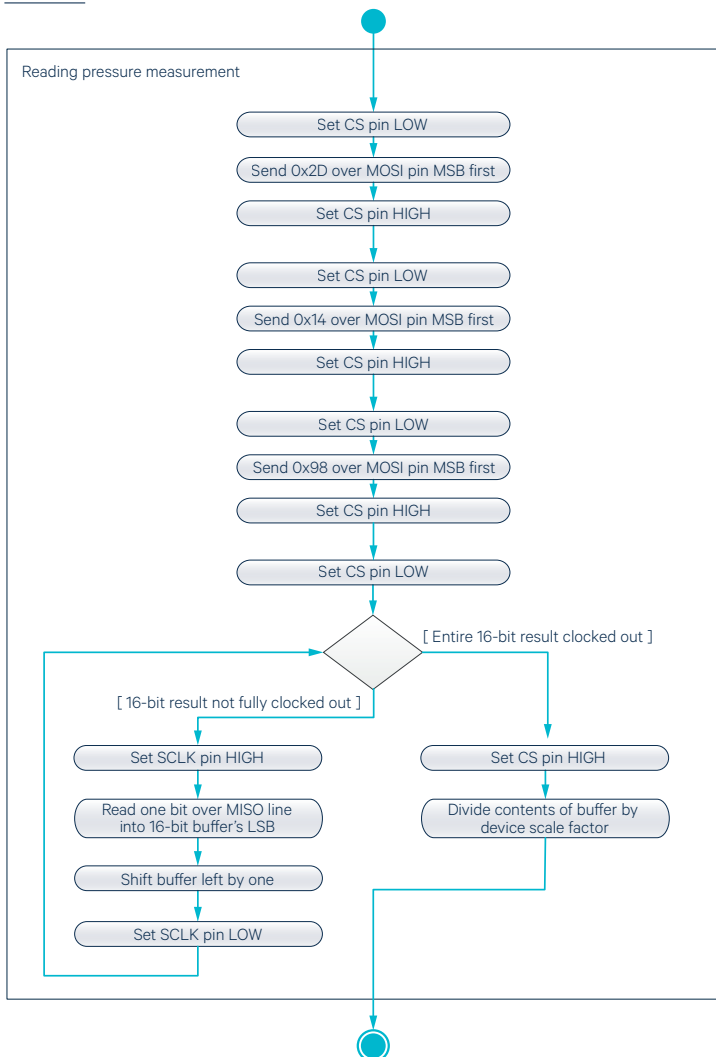 Reading pressure measurement
Set CS pin LOW
Send 0x2D over MOSI pin MSB first
Set CS pin HIGH
Set CS pin LOW
Send 0x14 over MOSI pin MSB first
Set CS pin HIGH
Set CS pin LOW
Send 0x98 over MOSI pin MSB first
Set CS pin HIGH
Set CS pin LOW
[ Entire 16-bit result clocked out ]
[ 16-bit result not fully clocked out ]
Set SCLK pin HIGH
Read one bit over MISO line
into 16-bit buffer's LSB
Shift buffer left by one
Set SCLK pin LOW
Set CS pin HIGH
Divide contents of buffer by
device scale factor